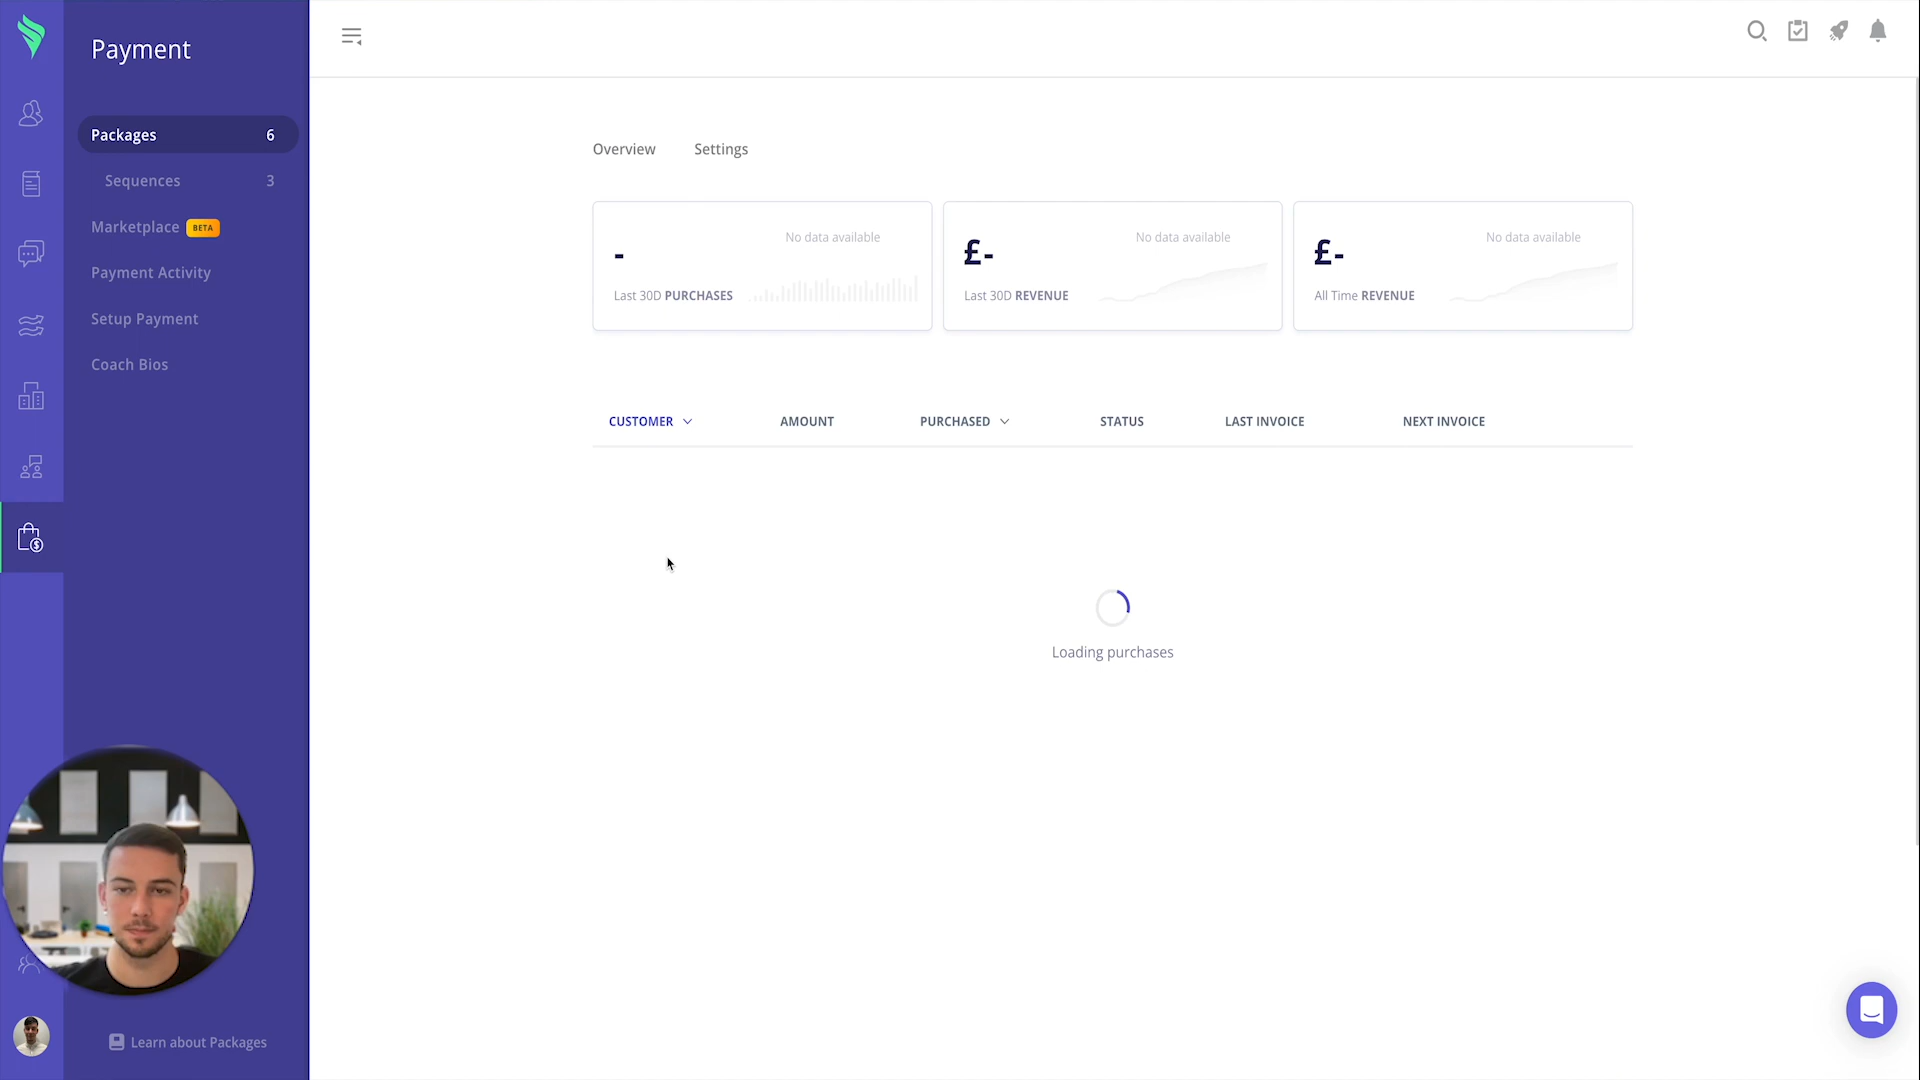 Payment
Packages 6
Sequences 3
Marketplace BETA
Payment Activity
Setup Payment
Coach Bios
Learn about Packages
Overview Settings
No data available
-
Last 30D PURCHASES
No data available
£-
Last 30D REVENUE
No data available
£-
All Time REVENUE
CUSTOMER AMOUNT PURCHASED STATUS LAST INVOICE NEXT INVOICE
Loading purchases